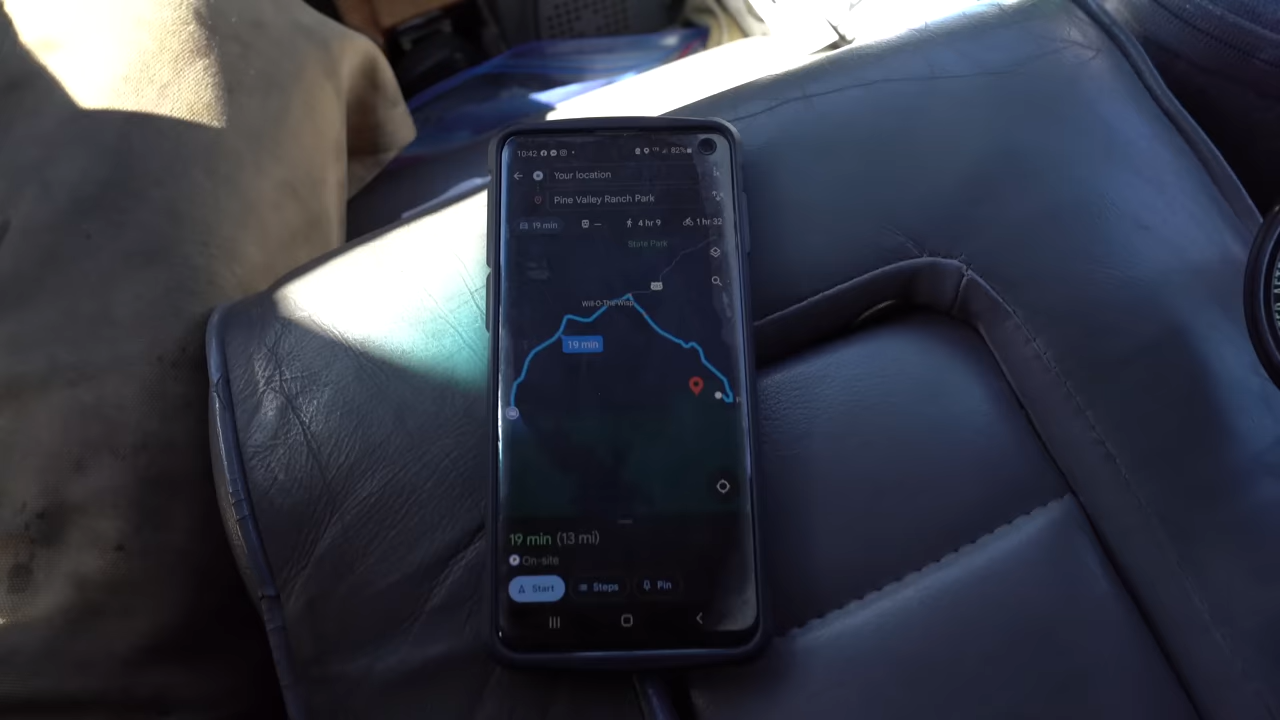 10:42 82%
Your location
Pine Valley Ranch Park
19 min — 4 hr 9 1 hr 32
State Park
Will-O-The-Wisp
19 min
19 min (13 mi)
On-site
Start Steps Pin